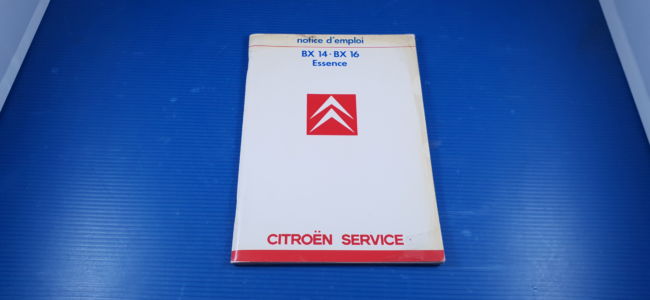 notice d'emploi
BX 14 · BX 16
Essence
CITROËN SERVICE